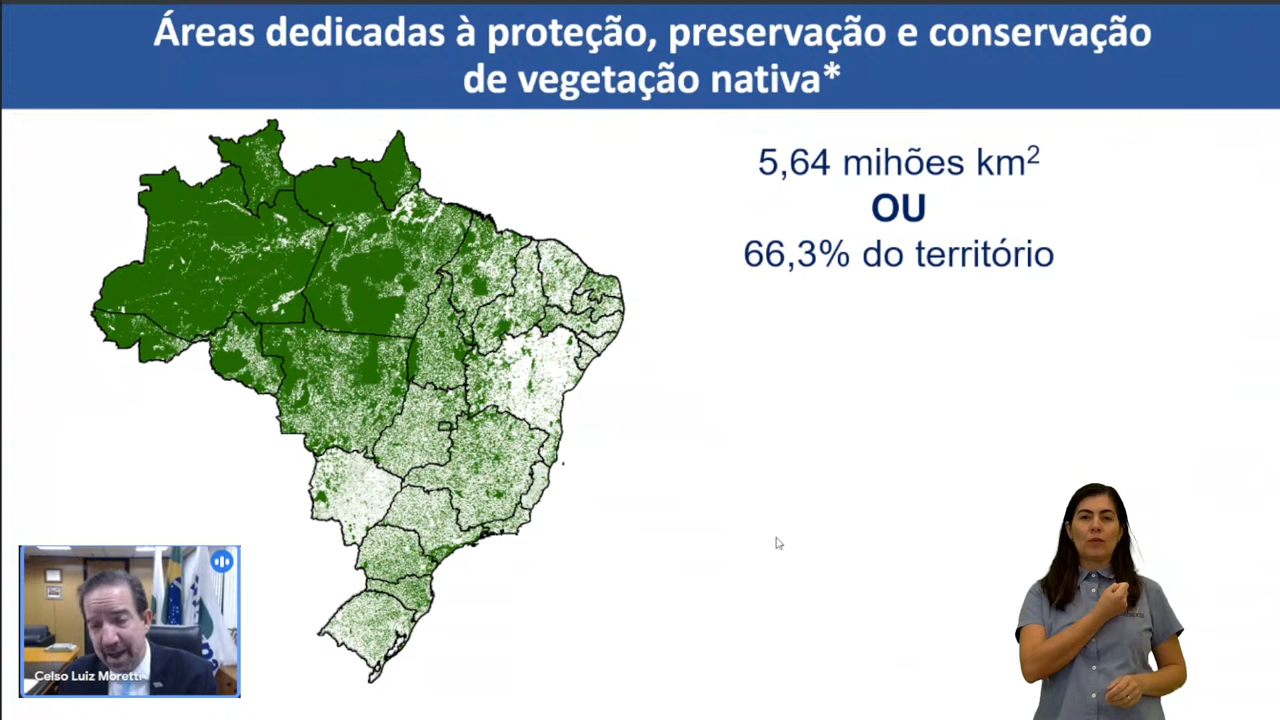 Áreas dedicadas à proteção, preservação e conservação
de vegetação nativa*
5,64 mihões km²
OU
66,3% do território
Celso Luiz Moretti